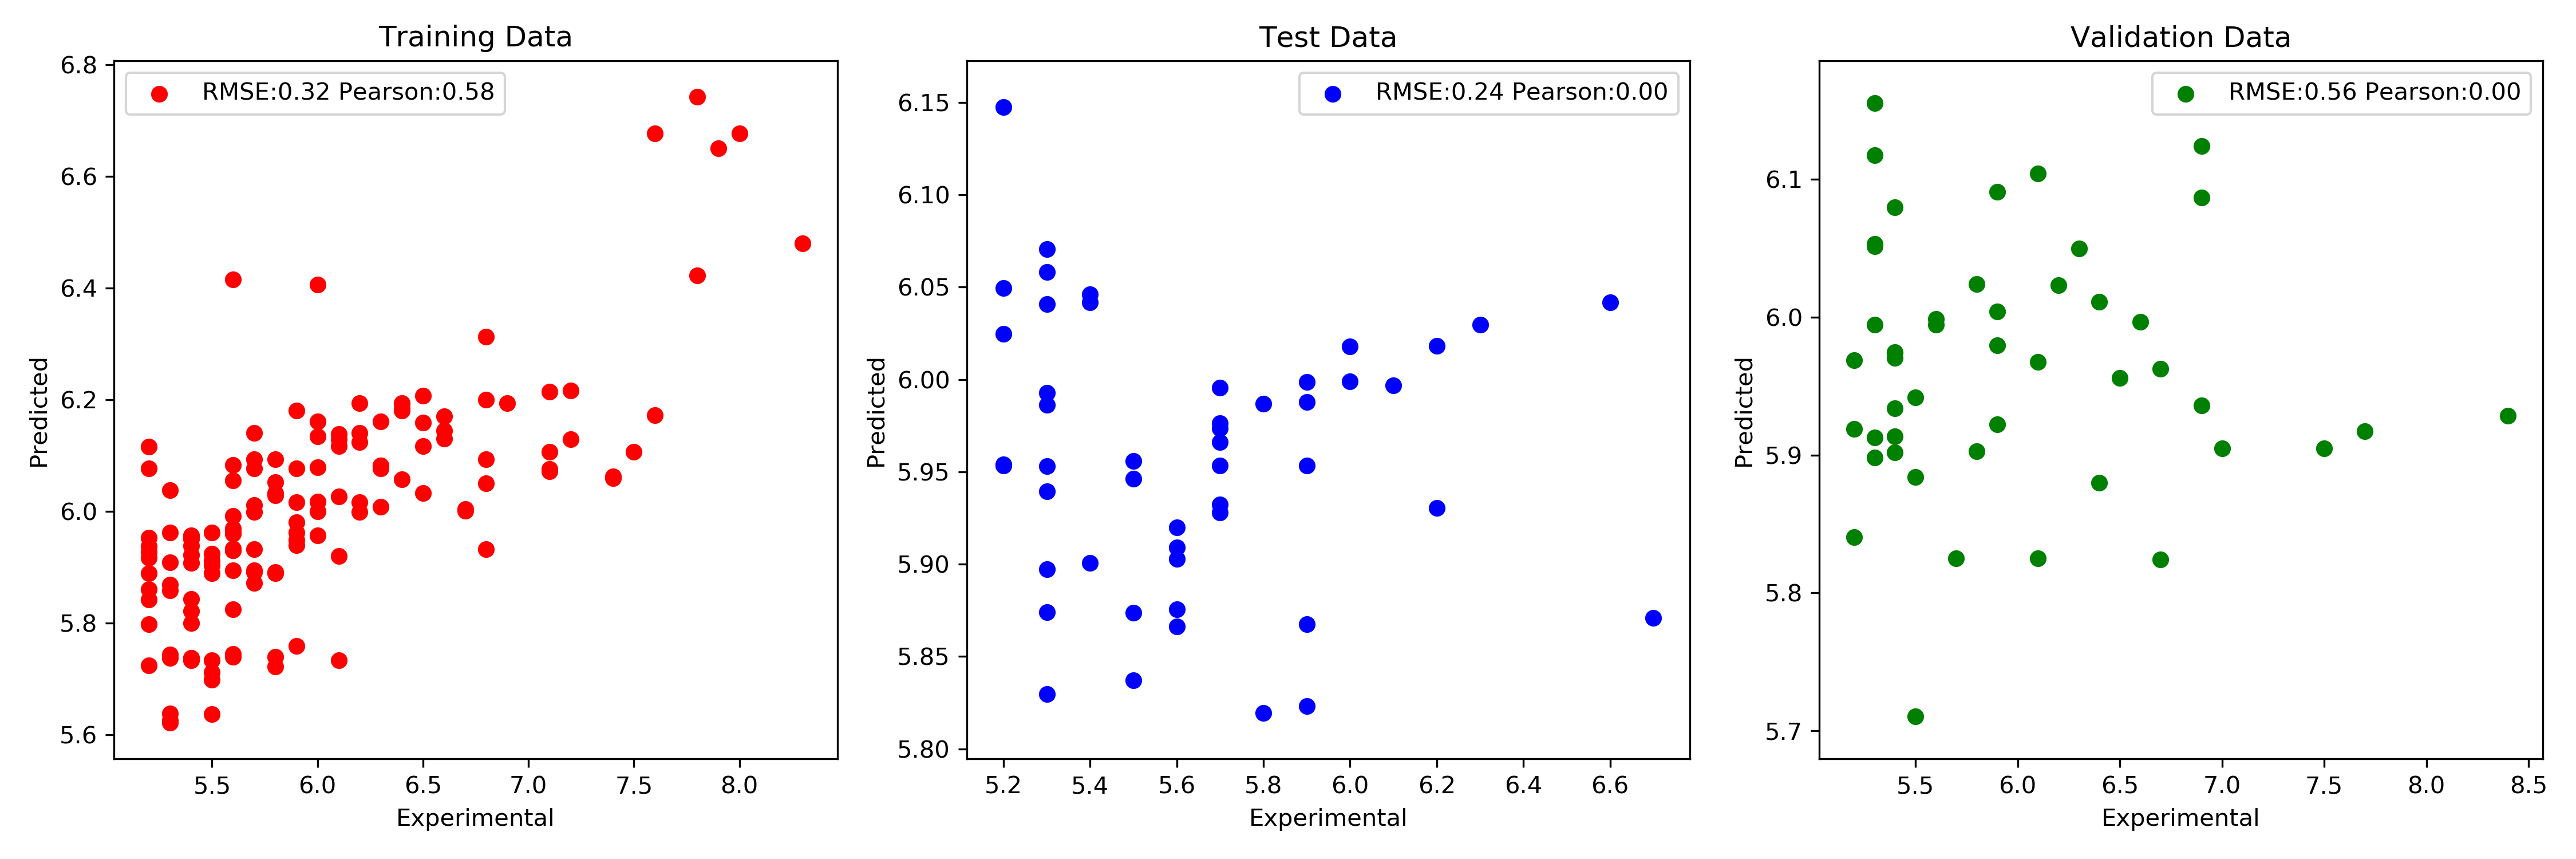 Training Data
RMSE:0.32 Pearson:0.58
6.8
6.6
6.4
6.2
6.0
5.8
5.6
Predicted
5.5 6.0 6.5 7.0 7.5 8.0
Experimental
Test Data
RMSE:0.24 Pearson:0.00
6.15
6.10
6.05
6.00
5.95
5.90
5.85
5.80
Predicted
5.2 5.4 5.6 5.8 6.0 6.2 6.4 6.6
Experimental
Validation Data
RMSE:0.56 Pearson:0.00
6.1
6.0
5.9
5.8
5.7
Predicted
5.5 6.0 6.5 7.0 7.5 8.0 8.5
Experimental